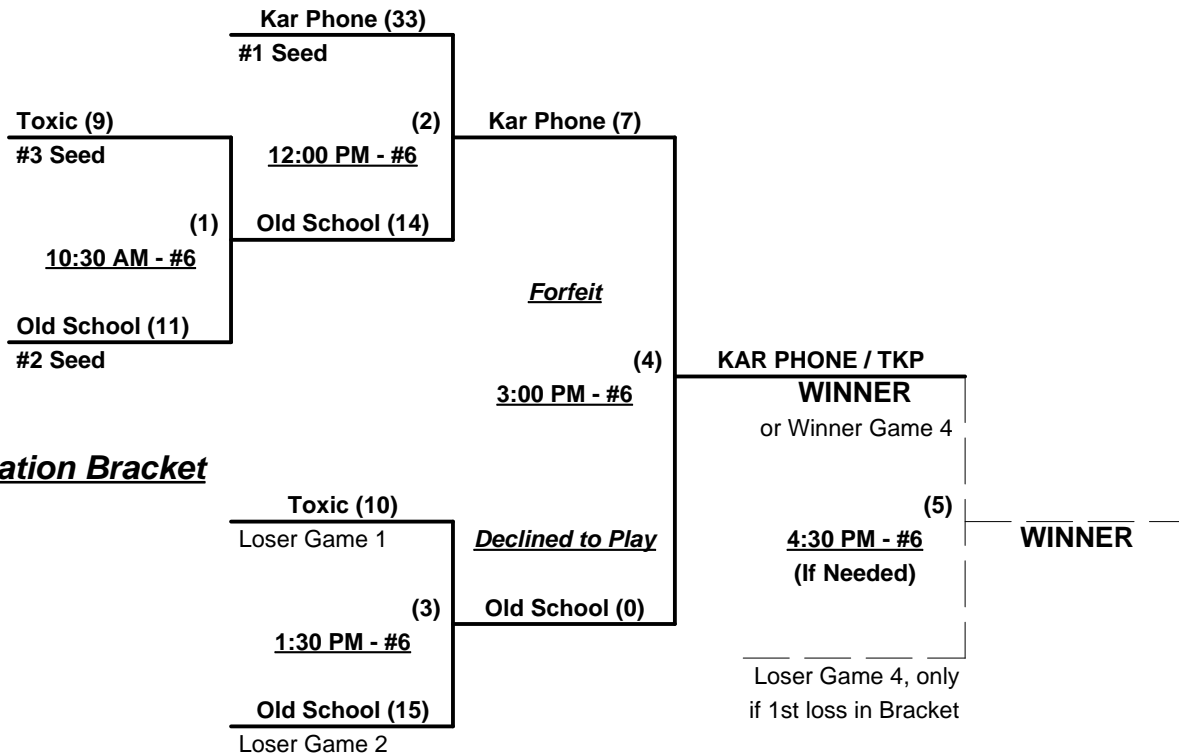 Kar Phone (33)
#1 Seed
Toxic (9)
(2)
Kar Phone (7)
#3 Seed
12:00 PM - #6
(1)
Old School (14)
10:30 AM - #6
Forfeit
Old School (11)
#2 Seed
(4)
KAR PHONE / TKP
3:00 PM - #6
WINNER
or Winner Game 4
ation Bracket
Toxic (10)
(5)
Loser Game 1
Declined to Play
4:30 PM - #6
WINNER
(If Needed)
(3)
Old School (0)
1:30 PM - #6
Loser Game 4, only
if 1st loss in Bracket
Old School (15)
Loser Game 2